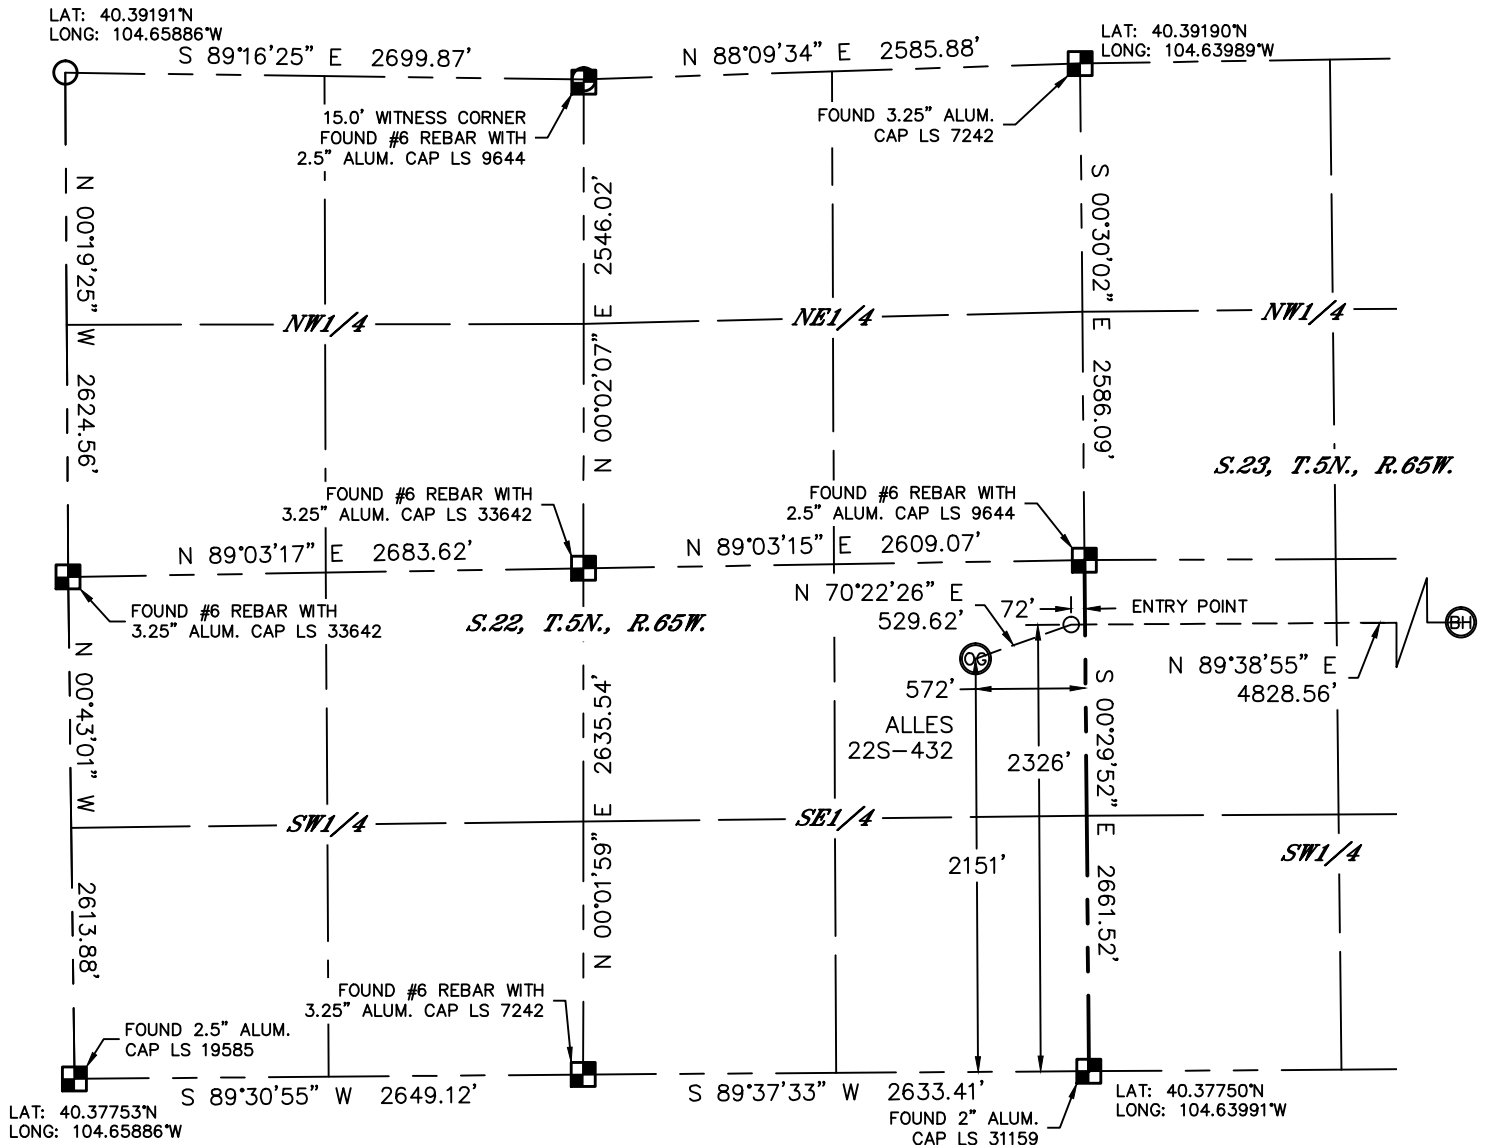 LAT: 40.39191°N
LONG: 104.65886°W
S 89°16'25" E 2699.87'
N 88°09'34" E 2585.88'
LAT: 40.39190°N
LONG: 104.63989°W
15.0' WITNESS CORNER
FOUND #6 REBAR WITH
2.5" ALUM. CAP LS 9644
FOUND 3.25" ALUM.
CAP LS 7242
N 00°19'25" W 2624.56'
N 00°02'07" E 2546.02'
S 00°30'02" E 2586.09'
NW1/4
NE1/4
NW1/4
S.23, T.5N., R.65W.
FOUND #6 REBAR WITH
3.25" ALUM. CAP LS 33642
FOUND #6 REBAR WITH
2.5" ALUM. CAP LS 9644
N 89°03'17" E 2683.62'
N 89°03'15" E 2609.07'
FOUND #6 REBAR WITH
3.25" ALUM. CAP LS 33642
S.22, T.5N., R.65W.
N 70°22'26" E
529.62'
72'
ENTRY POINT
BH
OG
N 89°38'55" E
4828.56'
572'
ALLES
22S-432
2326'
2151'
N 00°43'01" W 2613.88'
N 00°01'59" E 2635.54'
S 00°29'52" E 2661.52'
SW1/4
SE1/4
SW1/4
FOUND #6 REBAR WITH
3.25" ALUM. CAP LS 7242
FOUND 2.5" ALUM.
CAP LS 19585
S 89°30'55" W 2649.12'
S 89°37'33" W 2633.41'
LAT: 40.37753°N
LONG: 104.65886°W
FOUND 2" ALUM.
CAP LS 31159
LAT: 40.37750°N
LONG: 104.63991°W